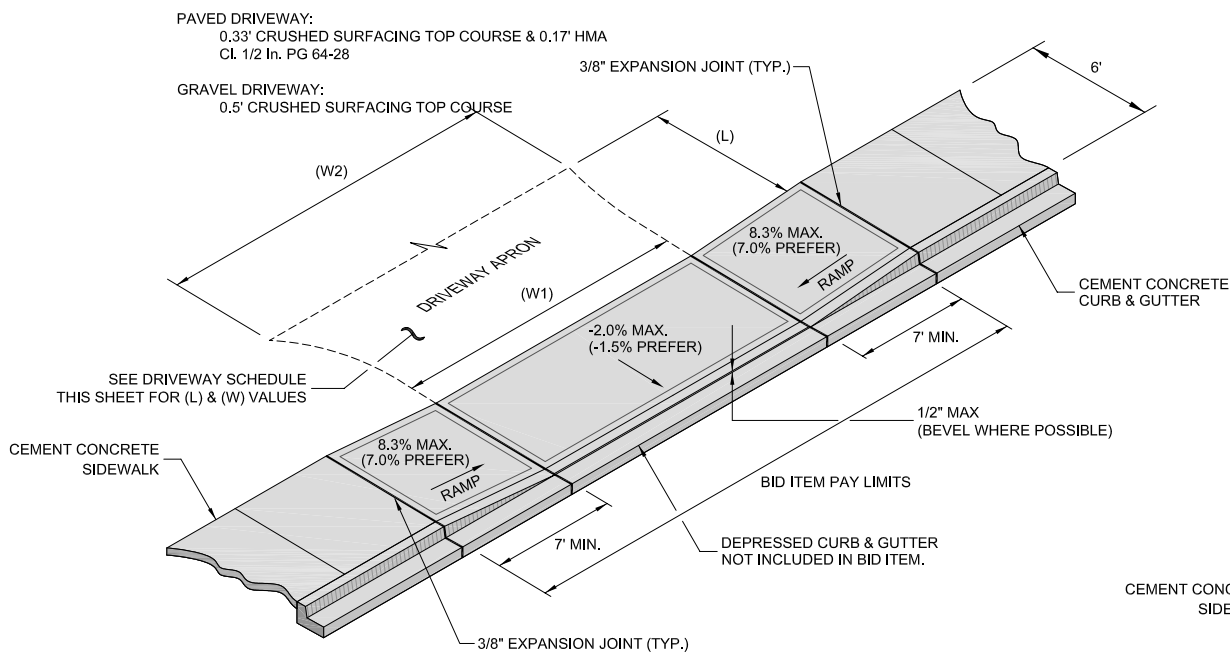 PAVED DRIVEWAY:
0.33' CRUSHED SURFACING TOP COURSE & 0.17' HMA
Cl. 1/2 In. PG 64-28
GRAVEL DRIVEWAY:
0.5' CRUSHED SURFACING TOP COURSE
3/8" EXPANSION JOINT (TYP.)
6'
(L)
(W2)
8.3% MAX.
(7.0% PREFER)
RAMP
DRIVEWAY APRON
(W1)
CEMENT CONCRETE
CURB & GUTTER
7' MIN.
-2.0% MAX.
(-1.5% PREFER)
SEE DRIVEWAY SCHEDULE
THIS SHEET FOR (L) & (W) VALUES
1/2" MAX
(BEVEL WHERE POSSIBLE)
CEMENT CONCRETE
SIDEWALK
8.3% MAX.
(7.0% PREFER)
RAMP
BID ITEM PAY LIMITS
7' MIN.
DEPRESSED CURB & GUTTER
NOT INCLUDED IN BID ITEM.
CEMENT CONC
SIDE
3/8" EXPANSION JOINT (TYP.)